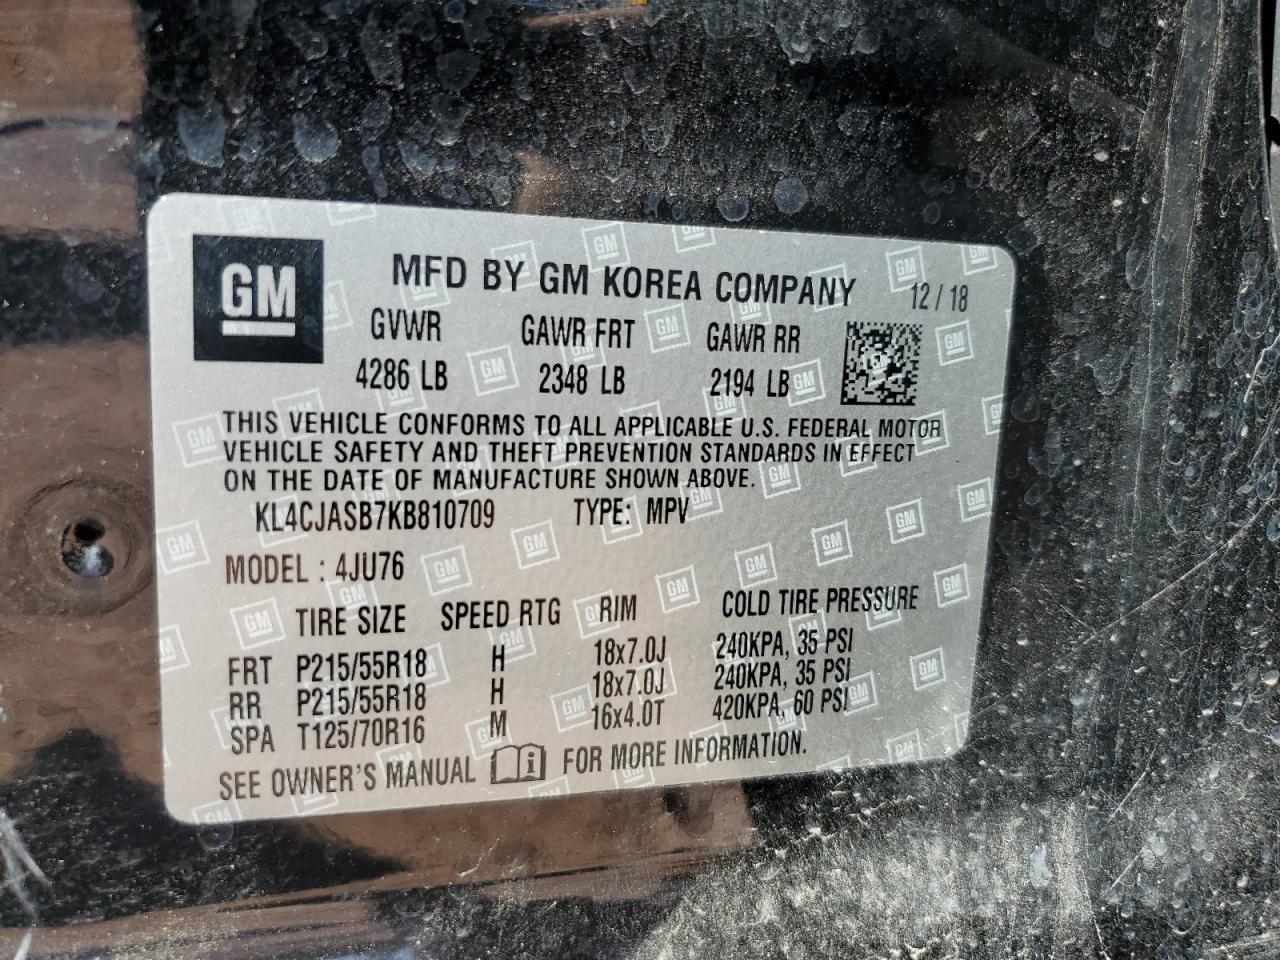 GM
MFD BY GM KOREA COMPANY 12/18
GVWR GAWR FRT GAWR RR
4286 LB 2348 LB 2194 LB
THIS VEHICLE CONFORMS TO ALL APPLICABLE U.S. FEDERAL MOTOR
VEHICLE SAFETY AND THEFT PREVENTION STANDARDS IN EFFECT
ON THE DATE OF MANUFACTURE SHOWN ABOVE.
KL4CJASB7KB810709 TYPE: MPV
MODEL : 4JU76
TIRE SIZE SPEED RTG RIM COLD TIRE PRESSURE
FRT P215/55R18 H 18x7.0J 240KPA, 35 PSI
RR P215/55R18 H 18x7.0J 240KPA, 35 PSI
SPA T125/70R16 M 16x4.0T 420KPA, 60 PSI
SEE OWNER'S MANUAL i FOR MORE INFORMATION.